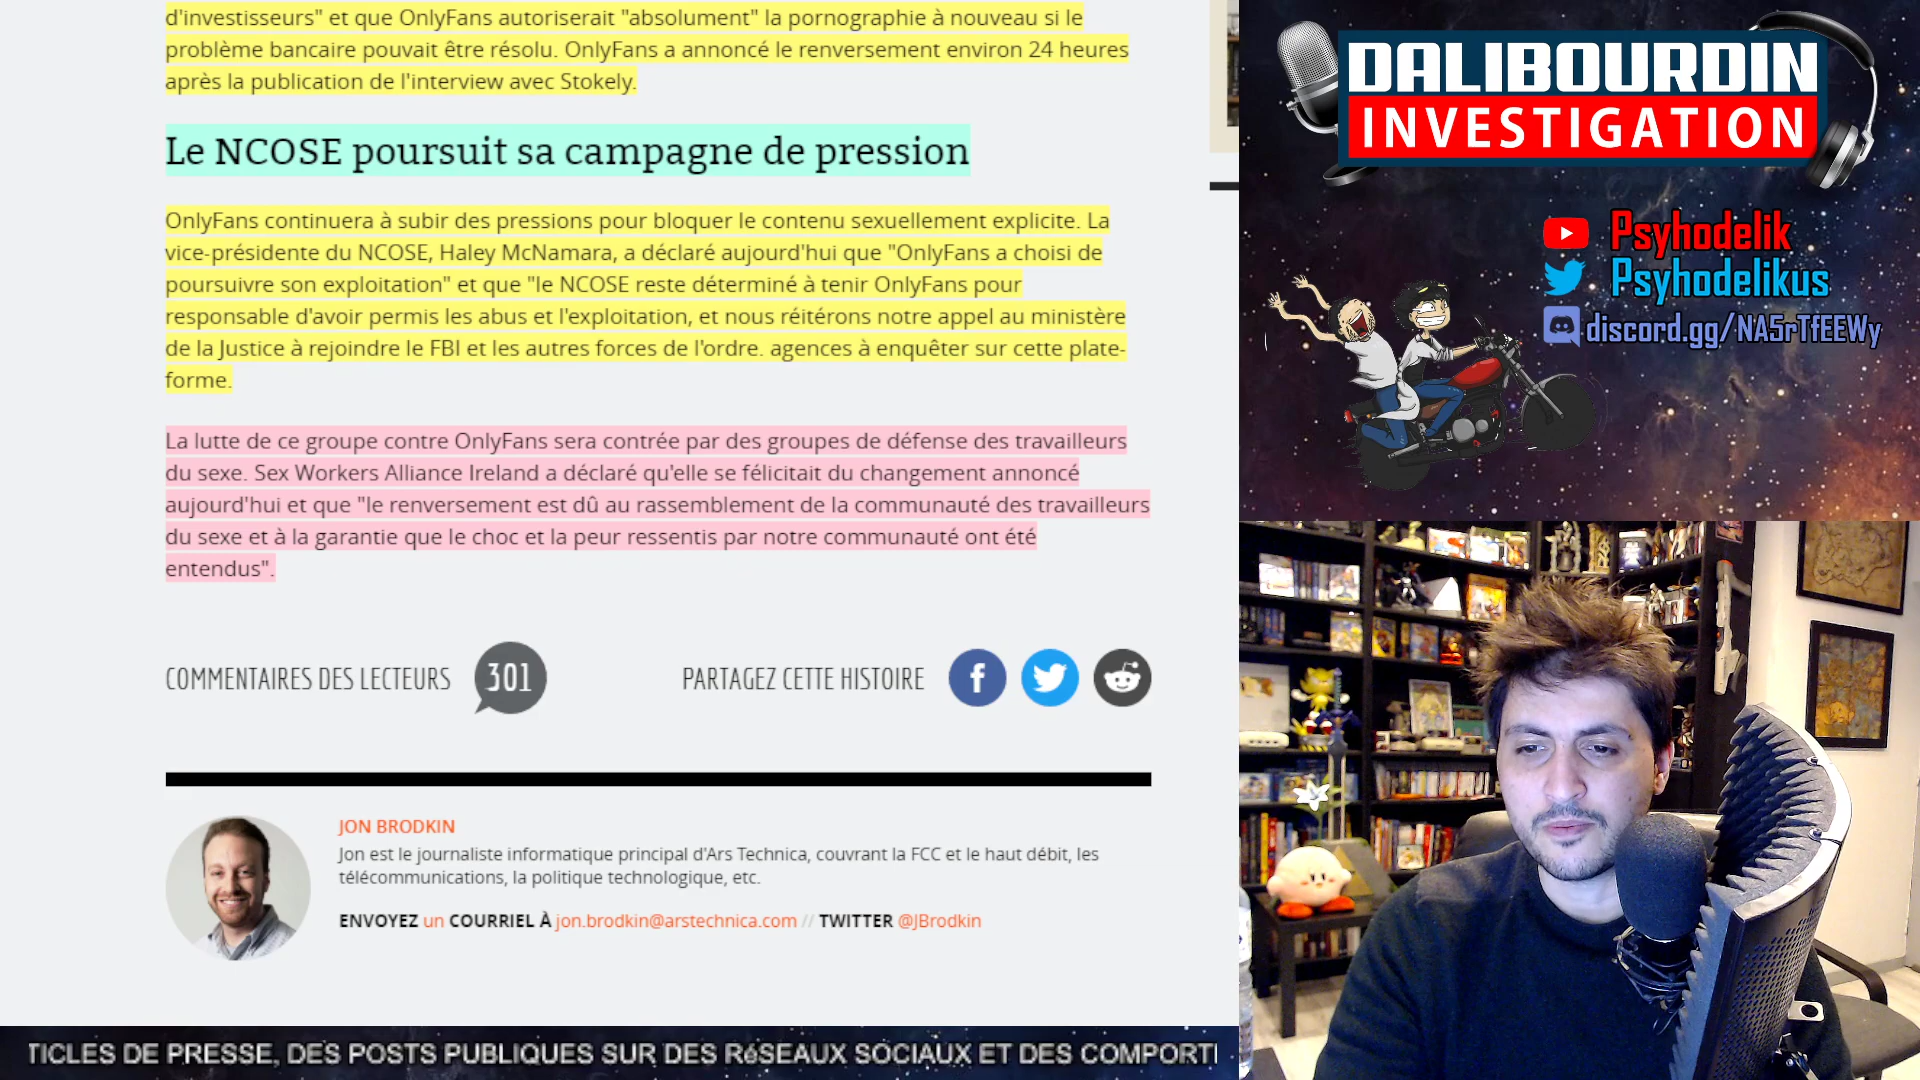 d'investisseurs" et que OnlyFans autoriserait "absolument" la pornographie à nouveau si le
problème bancaire pouvait être résolu. OnlyFans a annoncé le renversement environ 24 heures
après la publication de l'interview avec Stokely.
Le NCOSE poursuit sa campagne de pression
OnlyFans continuera à subir des pressions pour bloquer le contenu sexuellement explicite. La
vice-présidente du NCOSE, Haley McNamara, a déclaré aujourd'hui que "OnlyFans a choisi de
poursuivre son exploitation" et que "le NCOSE reste déterminé à tenir OnlyFans pour
responsable d'avoir permis les abus et l'exploitation, et nous réitérons notre appel au ministère
de la Justice à rejoindre le FBI et les autres forces de l'ordre. agences à enquêter sur cette plate-
forme.
La lutte de ce groupe contre OnlyFans sera contrée par des groupes de défense des travailleurs
du sexe. Sex Workers Alliance Ireland a déclaré qu'elle se félicitait du changement annoncé
aujourd'hui et que "le renversement est dû au rassemblement de la communauté des travailleurs
du sexe et à la garantie que le choc et la peur ressentis par notre communauté ont été
entendus".
COMMENTAIRES DES LECTEURS 301
PARTAGEZ CETTE HISTOIRE
JON BRODKIN
Jon est le journaliste informatique principal d'Ars Technica, couvrant la FCC et le haut débit, les
télécommunications, la politique technologique, etc.
ENVOYEZ un COURRIEL À jon.brodkin@arstechnica.com // TWITTER @JBrodkin
TICLES DE PRESSE, DES POSTS PUBLIQUES SUR DES RéSEAUX SOCIAUX ET DES COMPORTI
DALIBOURDIN
INVESTIGATION
Psyhodelik
Psyhodelikus
discord.gg/NA5rTfEEWy